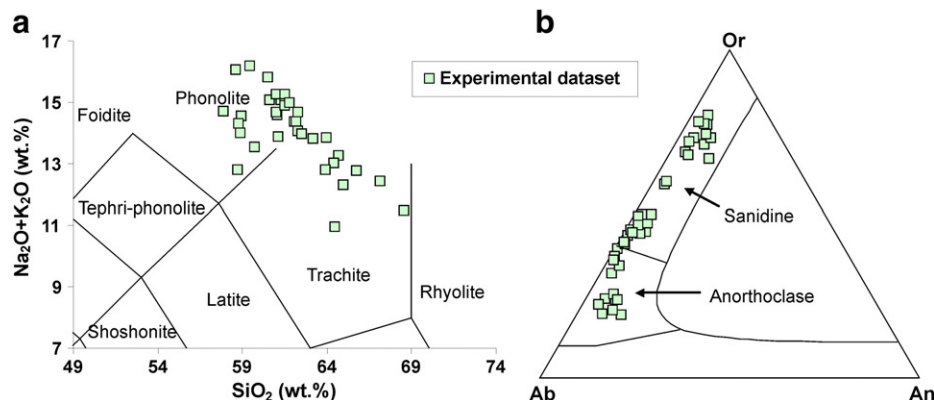 a
b
17
15
13
11
9
7
Na₂O+K₂O (wt.%)
49 54 59 64 69 74
SiO₂ (wt.%)
Foidite
Phonolite
Tephri-phonolite
Shoshonite
Latite
Trachite
Rhyolite
Experimental dataset
Or
Sanidine
Anorthoclase
Ab
An